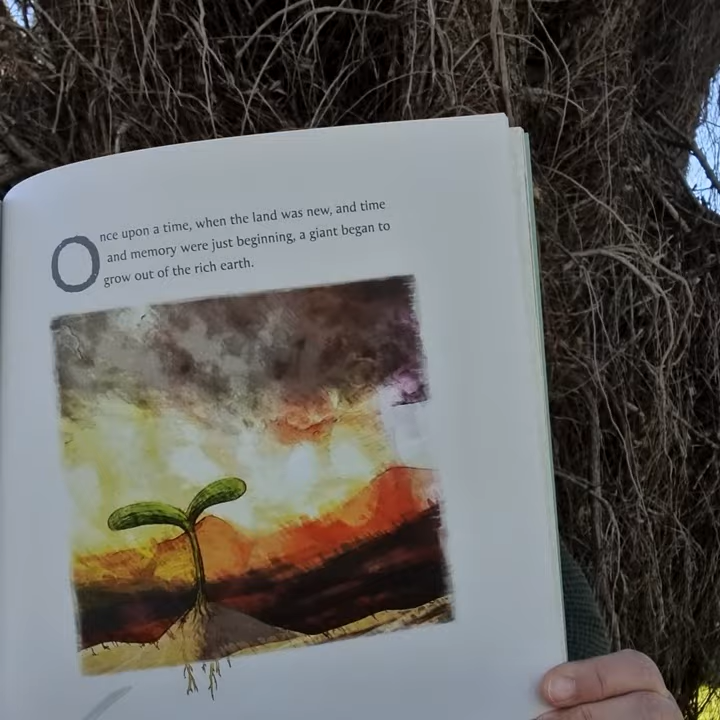 Once upon a time, when the land was new, and time
and memory were just beginning, a giant began to
grow out of the rich earth.